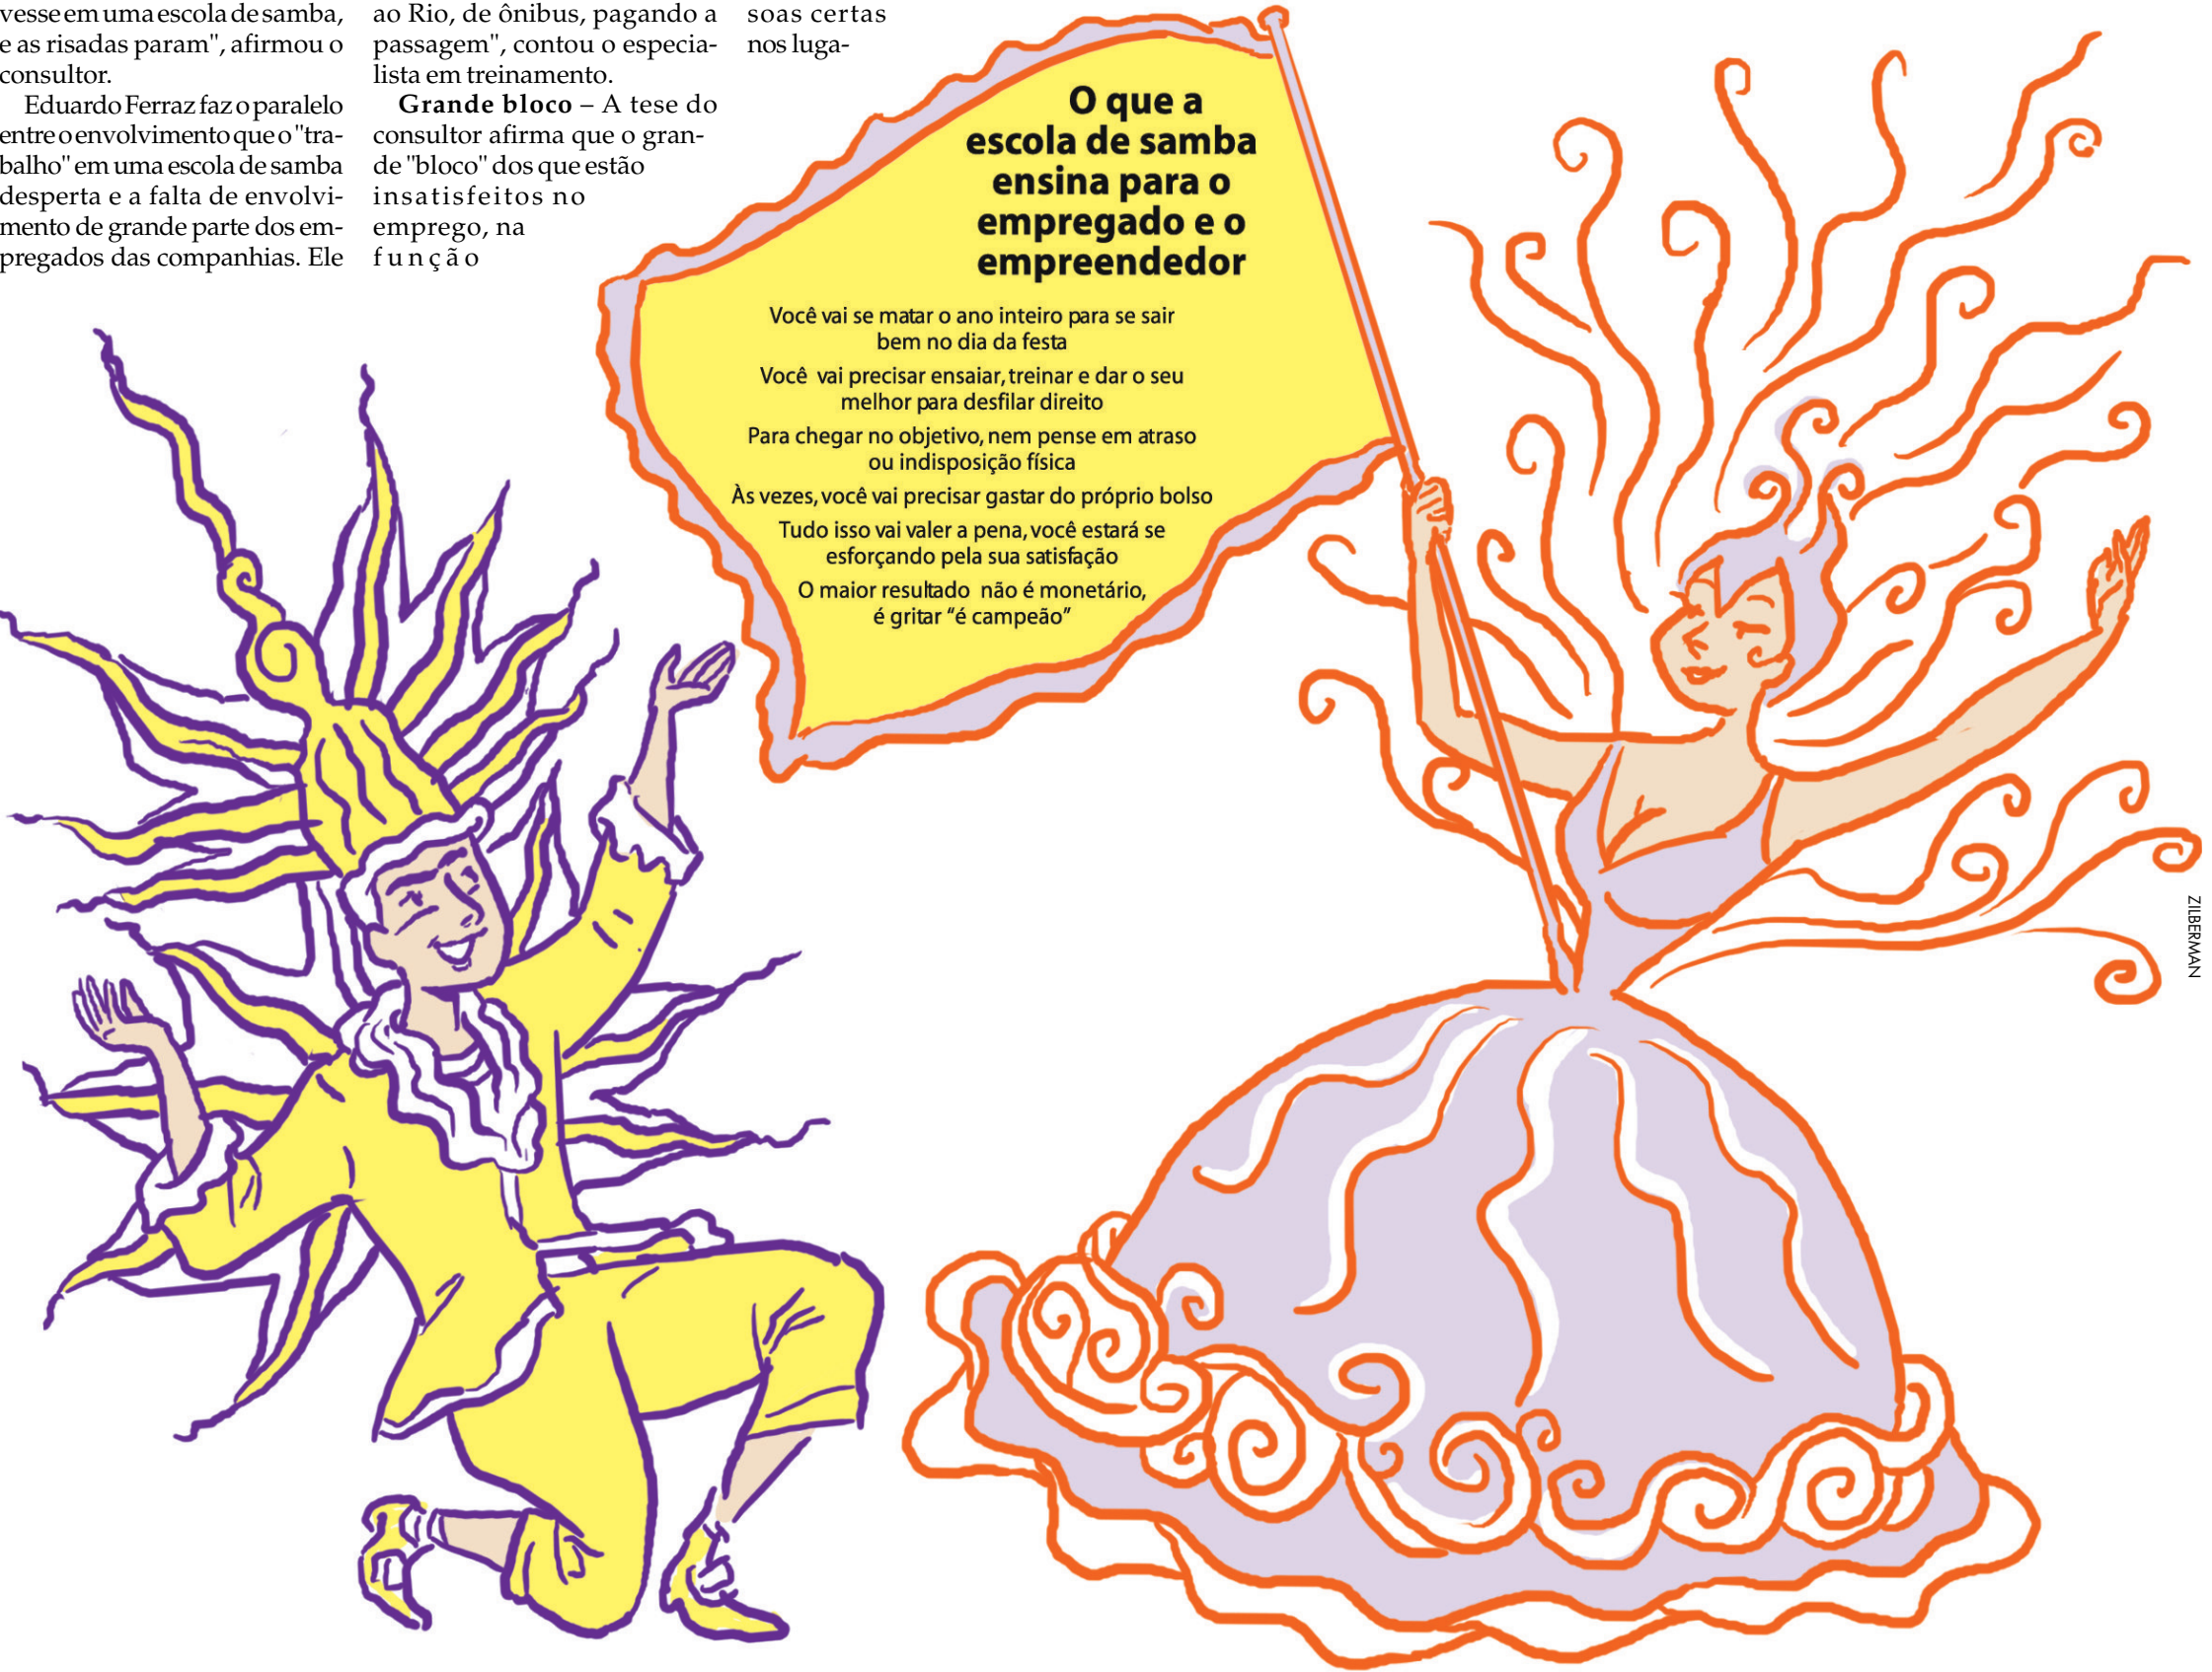 vesse em uma escola de samba,
e as risadas param", afirmou o
consultor.
Eduardo Ferraz faz o paralelo
entre o envolvimento que o "tra-
balho" em uma escola de samba
desperta e a falta de envolvi-
mento de grande parte dos em-
pregados das companhias. Ele
ao Rio, de ônibus, pagando a
passagem", contou o especia-
lista em treinamento.
Grande bloco – A tese do
consultor afirma que o gran-
de "bloco" dos que estão
insatisfeitos no
emprego, na
função
soas certas
nos luga-
O que a
escola de samba
ensina para o
empregado e o
empreendedor
Você vai se matar o ano inteiro para se sair
bem no dia da festa
Você vai precisar ensaiar, treinar e dar o seu
melhor para desfilar direito
Para chegar no objetivo, nem pense em atraso
ou indisposição física
Às vezes, você vai precisar gastar do próprio bolso
Tudo isso vai valer a pena, você estará se
esforçando pela sua satisfação
O maior resultado não é monetário,
é gritar “é campeão”
ZILBERMAN